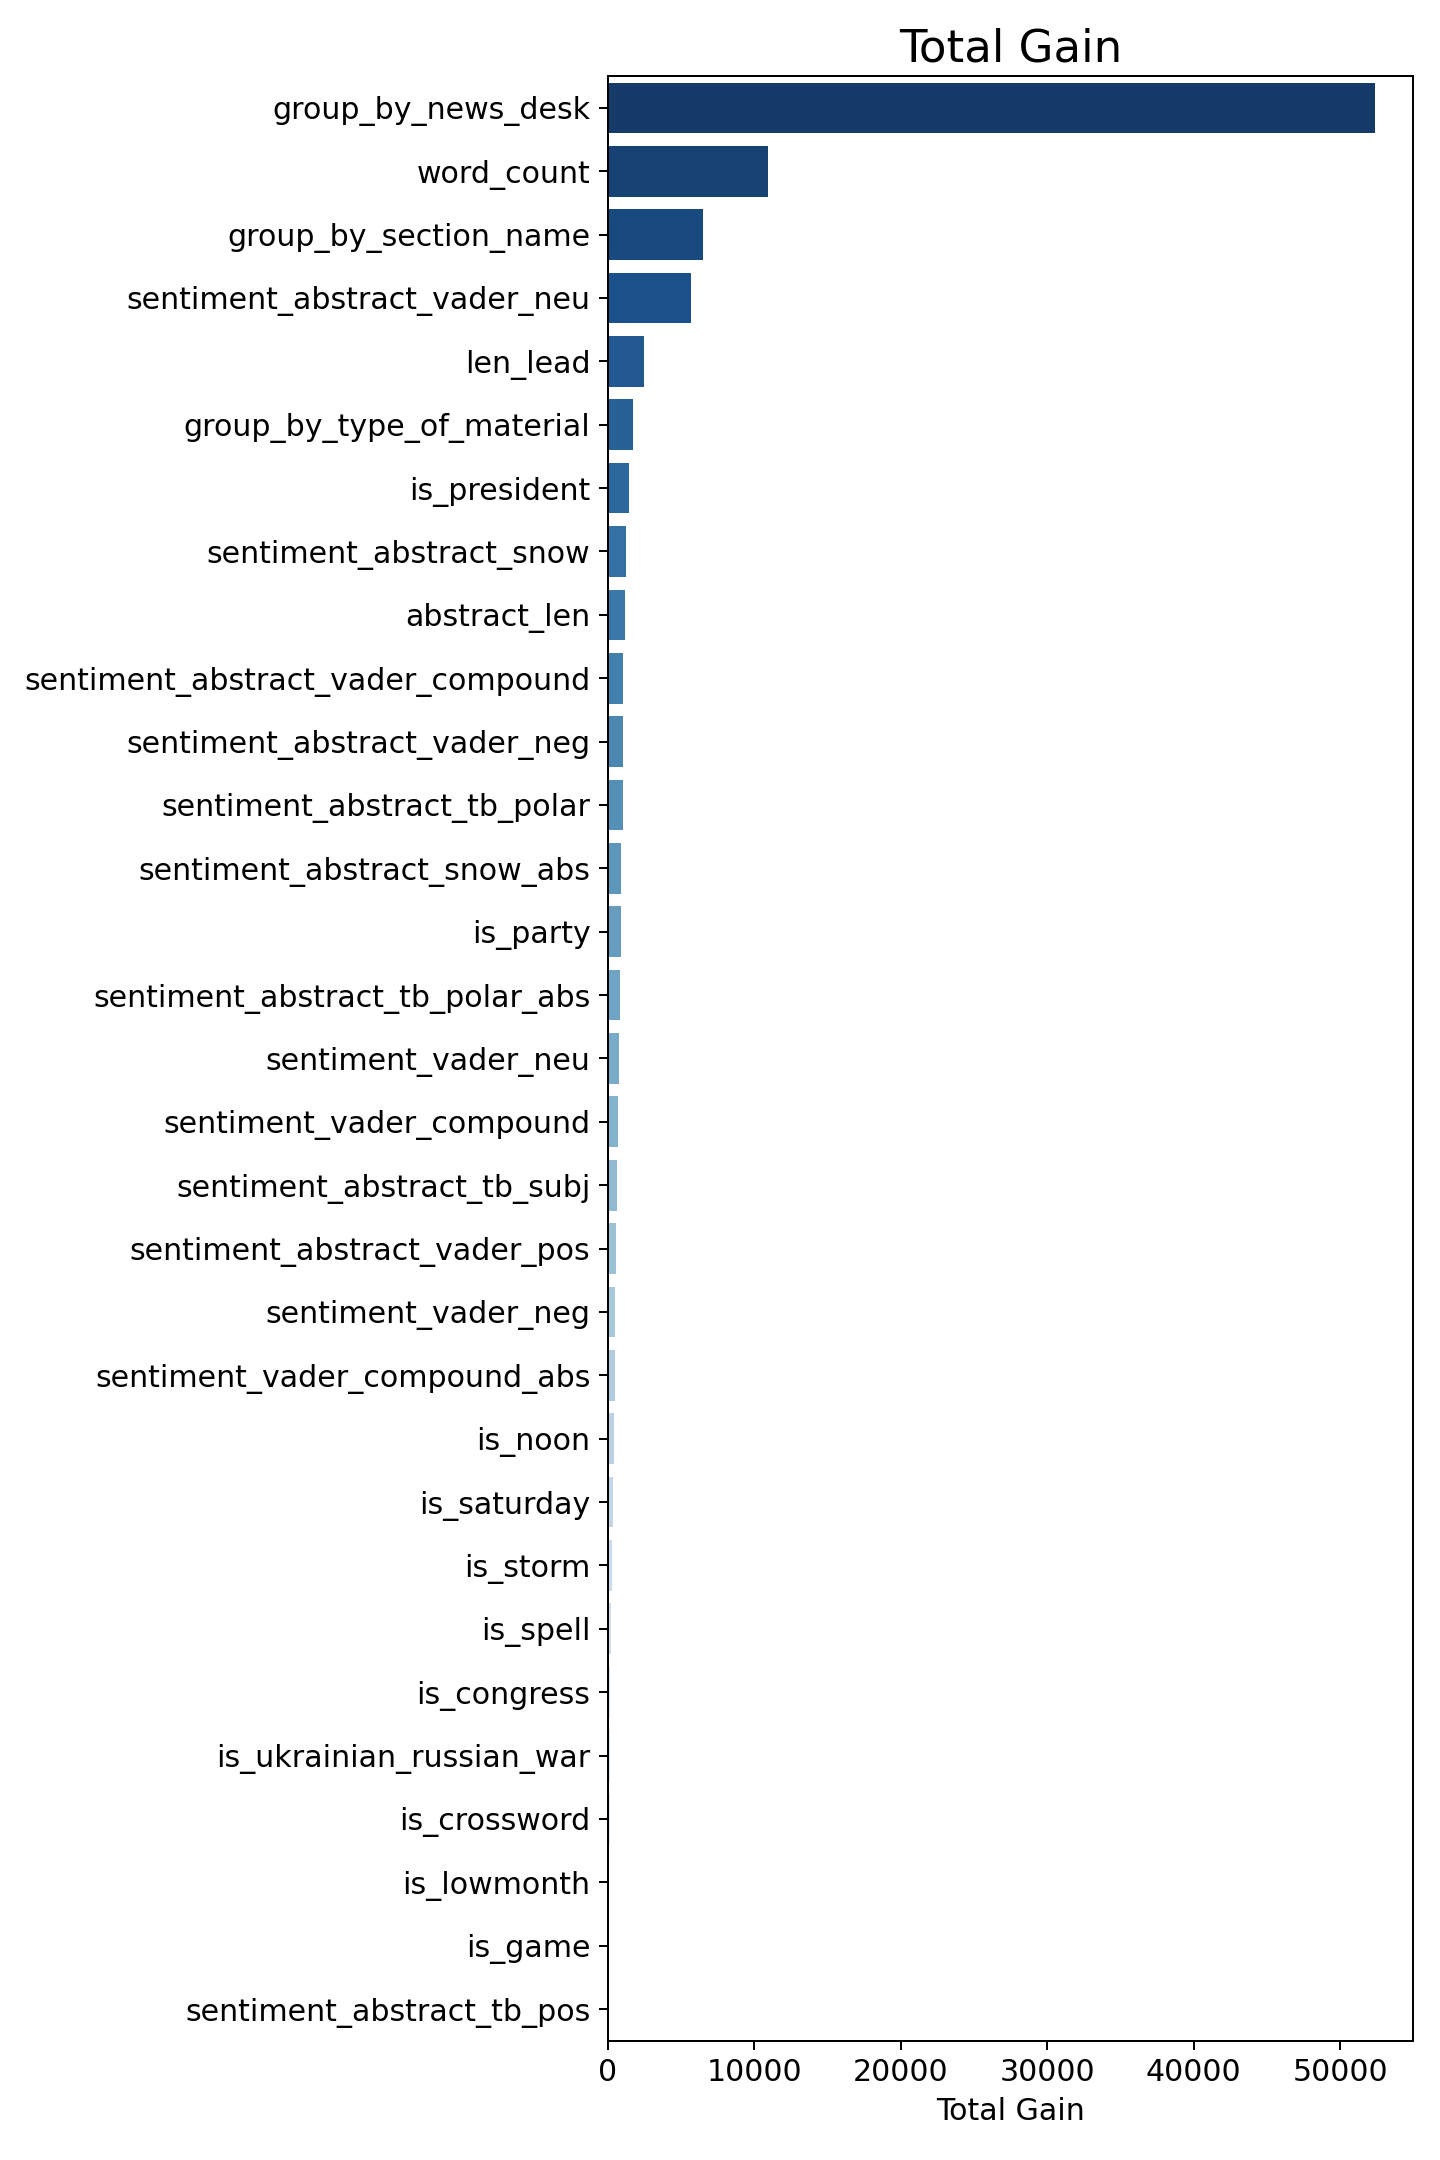 Total Gain
group_by_news_desk
word_count
group_by_section_name
sentiment_abstract_vader_neu
len_lead
group_by_type_of_material
is_president
sentiment_abstract_snow
abstract_len
sentiment_abstract_vader_compound
sentiment_abstract_vader_neg
sentiment_abstract_tb_polar
sentiment_abstract_snow_abs
is_party
sentiment_abstract_tb_polar_abs
sentiment_vader_neu
sentiment_vader_compound
sentiment_abstract_tb_subj
sentiment_abstract_vader_pos
sentiment_vader_neg
sentiment_vader_compound_abs
is_noon
is_saturday
is_storm
is_spell
is_congress
is_ukrainian_russian_war
is_crossword
is_lowmonth
is_game
sentiment_abstract_tb_pos
0 10000 20000 30000 40000 50000
Total Gain